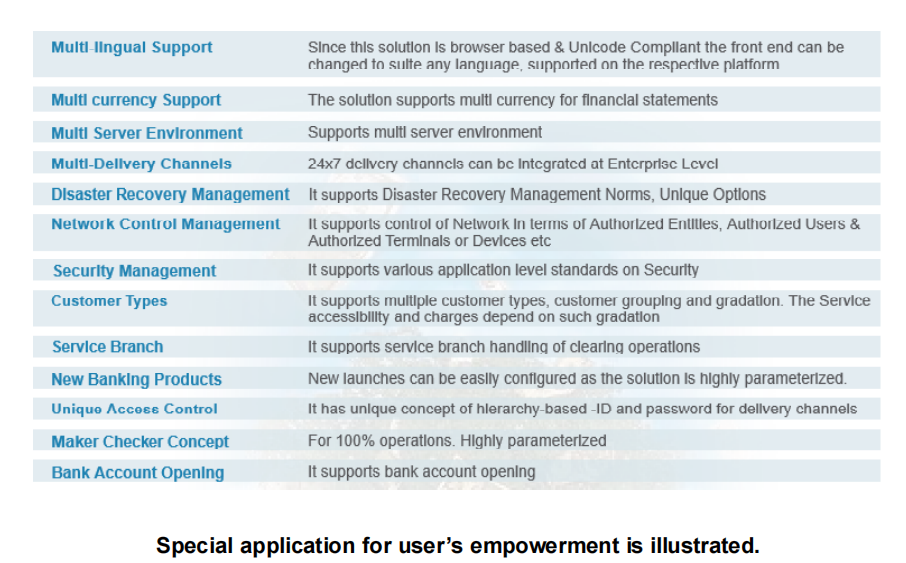 Multi-lingual Support Since this solution is browser based & Unicode Compliant the front end can be
changed to suite any language, supported on the respective platform
Multi currency Support The solution supports multi currency for financial statements
Multi Server Environment Supports multi server environment
Multi-Delivery Channels 24x7 delivery channels can be integrated at Enterprise Level
Disaster Recovery Management It supports Disaster Recovery Management Norms, Unique Options
Network Control Management It supports control of Network in terms of Authorized Entities, Authorized Users &
Authorized Terminals or Devices etc
Security Management It supports various application level standards on Security
Customer Types It supports multiple customer types, customer grouping and gradation. The Service
accessibility and charges depend on such gradation
Service Branch It supports service branch handling of clearing operations
New Banking Products New launches can be easily configured as the solution is highly parameterized.
Unique Access Control It has unique concept of hierarchy-based -ID and password for delivery channels
Maker Checker Concept For 100% operations. Highly parameterized
Bank Account Opening It supports bank account opening
Special application for user's empowerment is illustrated.